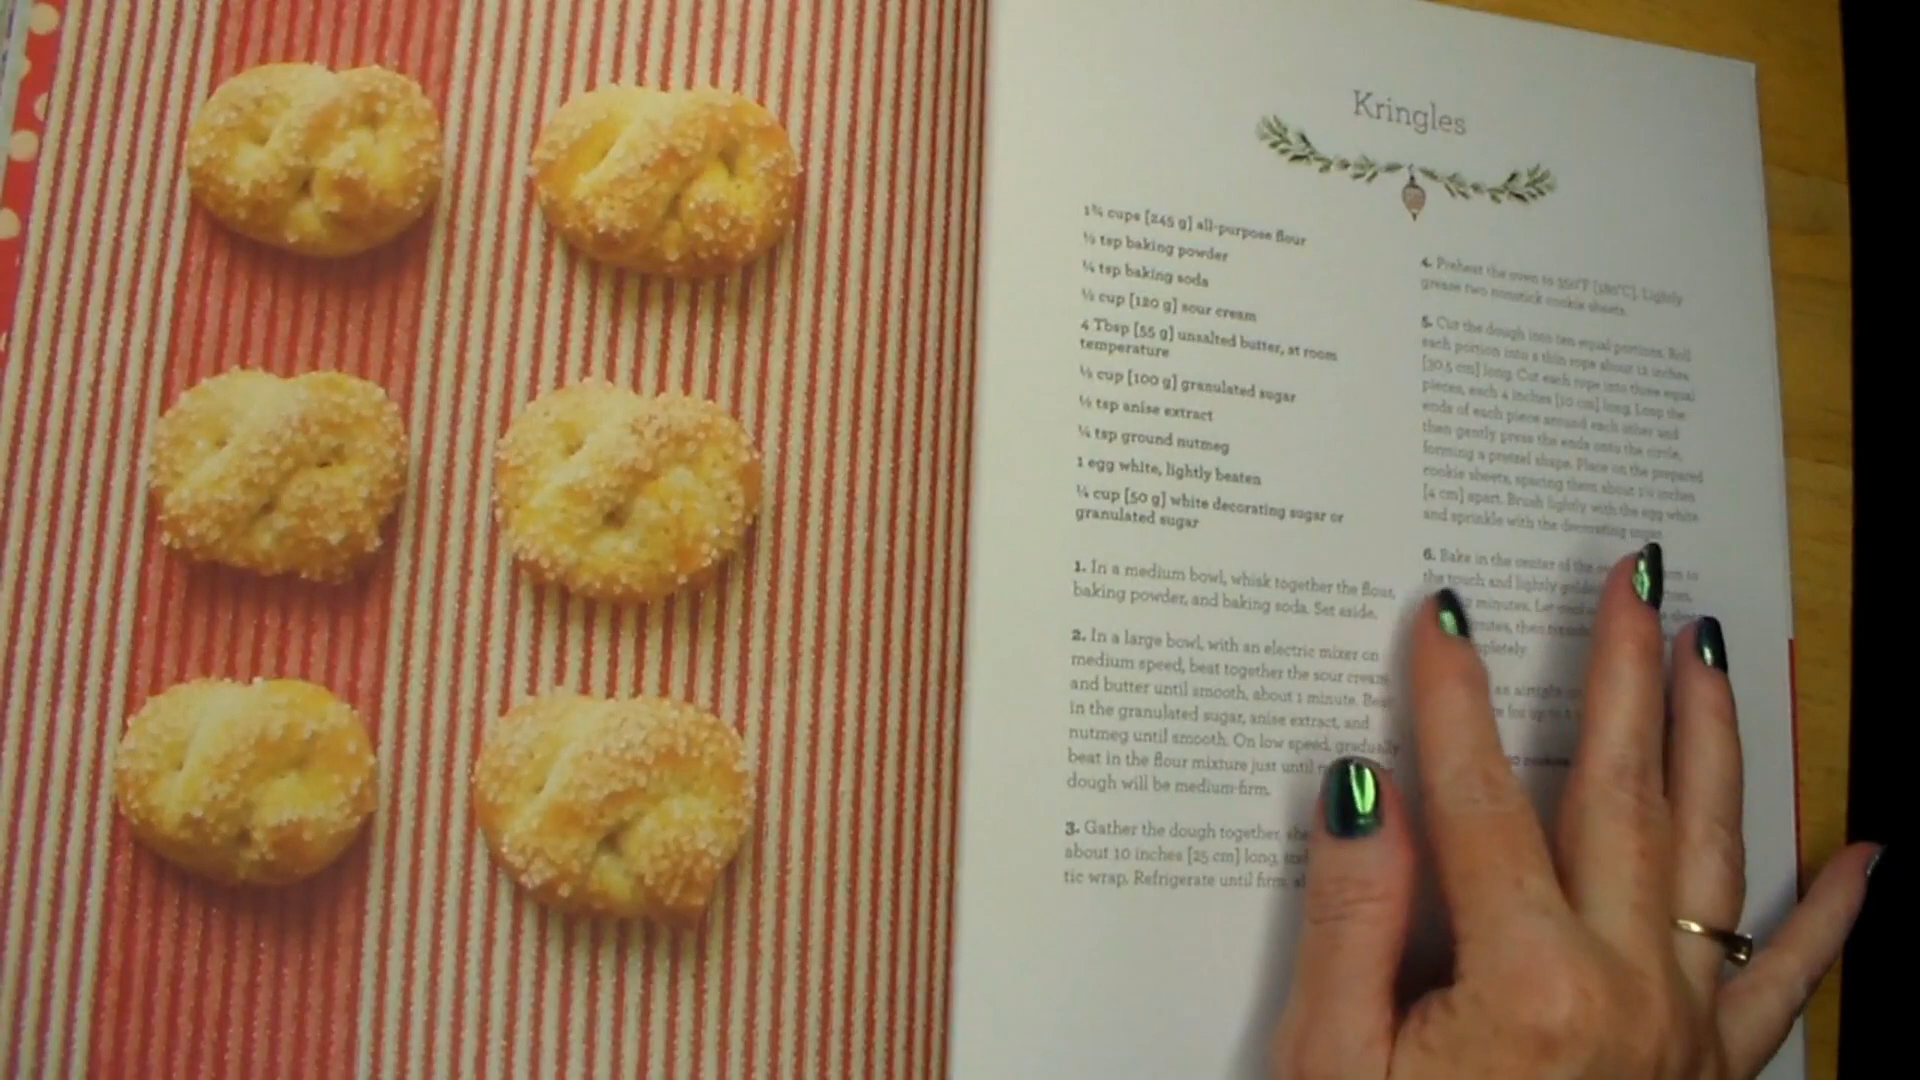 Kringles
1¾ cups [245 g] all-purpose flour
½ tsp baking powder
¼ tsp baking soda
½ cup [120 g] sour cream
4 Tbsp [55 g] unsalted butter, at room
temperature
½ cup [100 g] granulated sugar
½ tsp anise extract
¼ tsp ground nutmeg
1 egg white, lightly beaten
¼ cup [50 g] white decorating sugar or
granulated sugar
1. In a medium bowl, whisk together the flour,
baking powder, and baking soda. Set aside.
2. In a large bowl, with an electric mixer on
medium speed, beat together the sour cream
and butter until smooth, about 1 minute. Beat
in the granulated sugar, anise extract, and
nutmeg until smooth. On low speed, gradually
beat in the flour mixture just until
dough will be medium-firm.
3. Gather the dough together,
about 10 inches [25 cm] long,
tic wrap. Refrigerate until firm,
4. Preheat the oven to 350°F [180°C]. Lightly
grease two nonstick cookie sheets.
5. Cut the dough into ten equal portions. Roll
each portion into a thin rope about 12 inches
[30.5 cm] long. Cut each rope into three equal
pieces, each 4 inches [10 cm] long. Loop the
ends of each piece around each other and
then gently press the ends onto the circle,
forming a pretzel shape. Place on the prepared
cookie sheets, spacing them about 1½ inches
[4 cm] apart. Brush lightly with the egg white
and sprinkle with the decorating sugar.
6. Bake in the center of the
the touch and lightly
minutes. Let
then